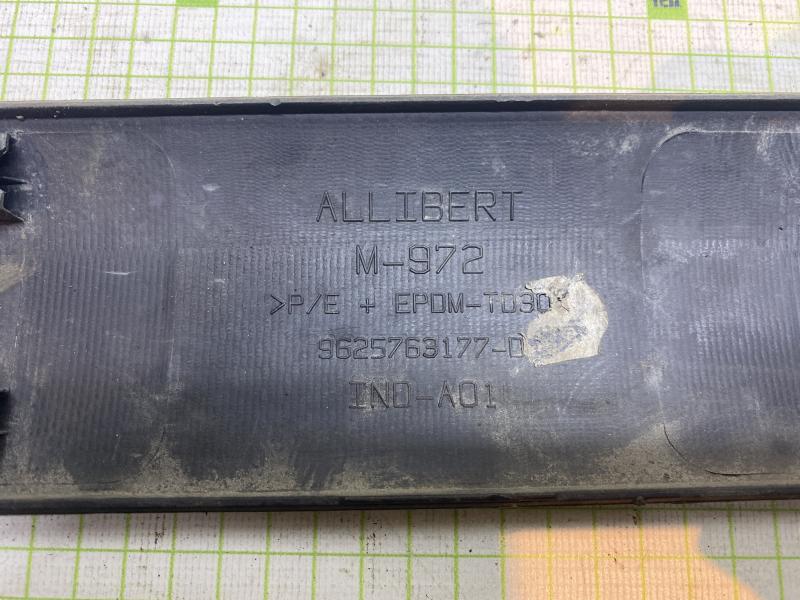 ALLIBERT
M-972
>P/E + EPDM-TD30<
9625763177-D
IND-A01